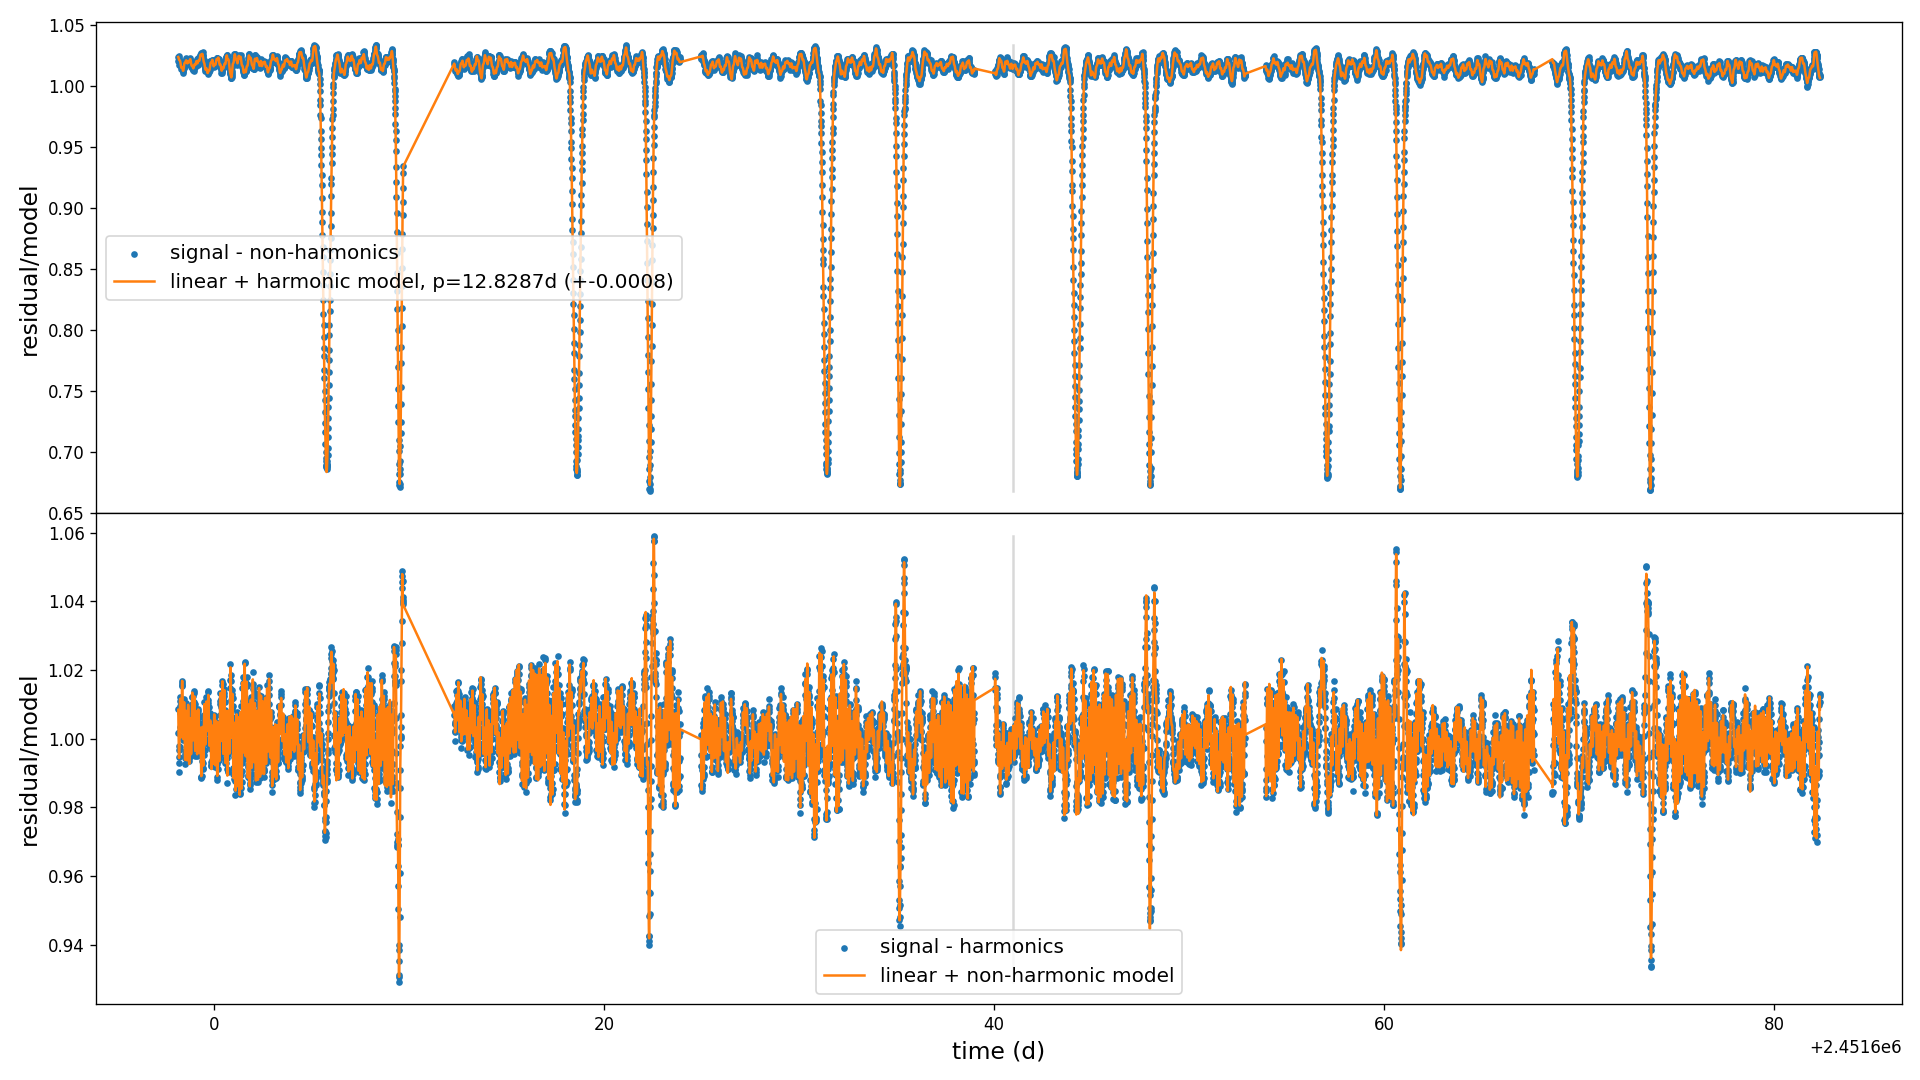 1.05
1.00
0.95
0.90
0.85
0.80
0.75
0.70
0.65
residual/model
signal - non-harmonics
linear + harmonic model, p=12.8287d (+-0.0008)
1.06
1.04
1.02
1.00
0.98
0.96
0.94
residual/model
signal - harmonics
linear + non-harmonic model
0 20 40 60 80
time (d)
+2.4516e6